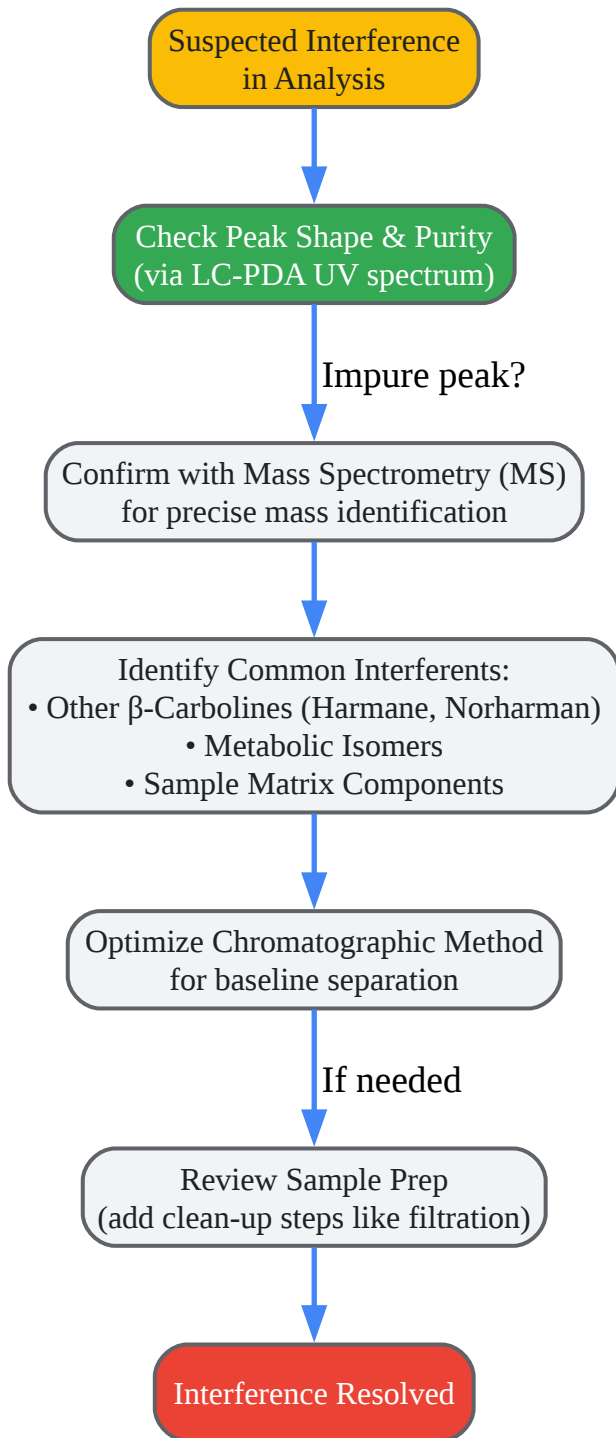 Suspected Interference
in Analysis
Check Peak Shape & Purity
(via LC-PDA UV spectrum)
Impure peak?
Confirm with Mass Spectrometry (MS)
for precise mass identification
Identify Common Interferents:
• Other β-Carbolines (Harmane, Norharman)
• Metabolic Isomers
• Sample Matrix Components
Optimize Chromatographic Method
for baseline separation
If needed
Review Sample Prep
(add clean-up steps like filtration)
Interference Resolved